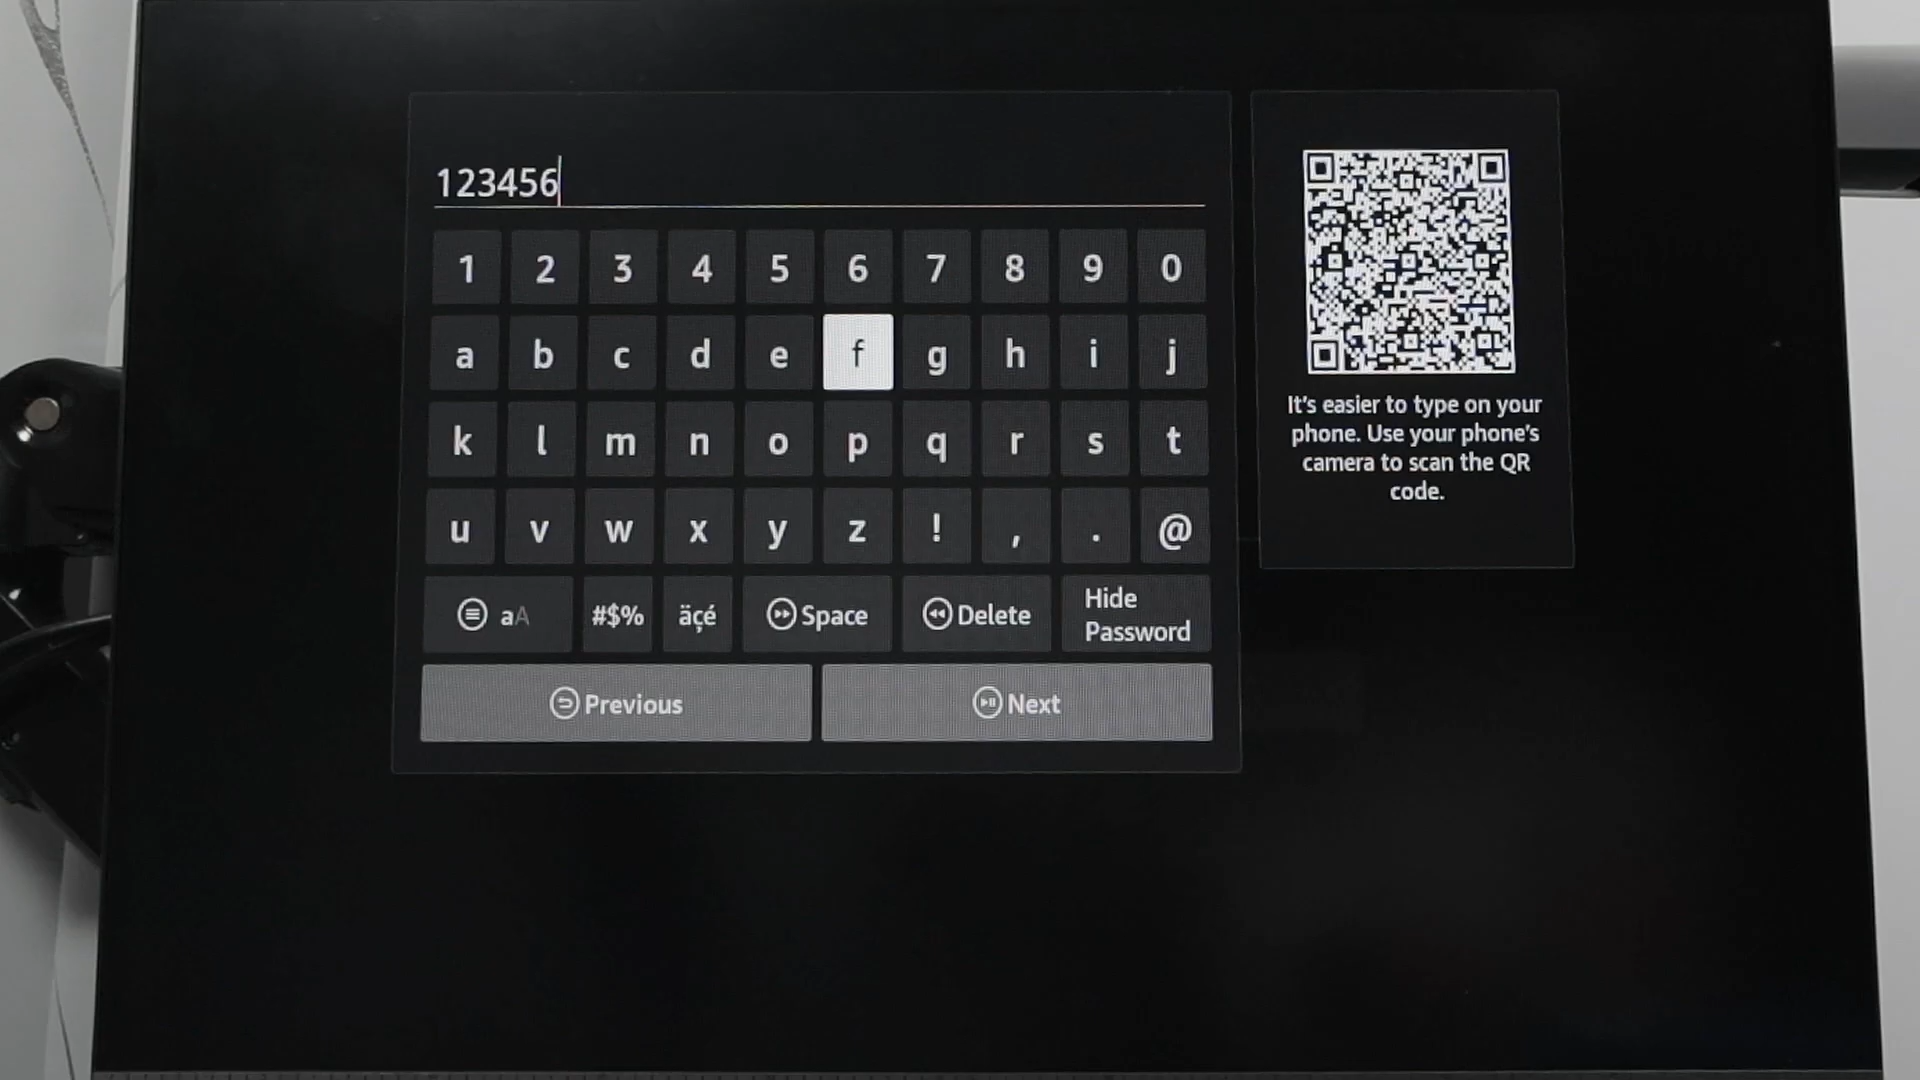 123456
1 2 3 4 5 6 7 8 9 0
a b c d e f g h i j
k l m n o p q r s t
u v w x y z ! , . @
aA #$% äçé Space Delete Hide
Password
Previous Next
It's easier to type on your
phone. Use your phone's
camera to scan the QR
code.